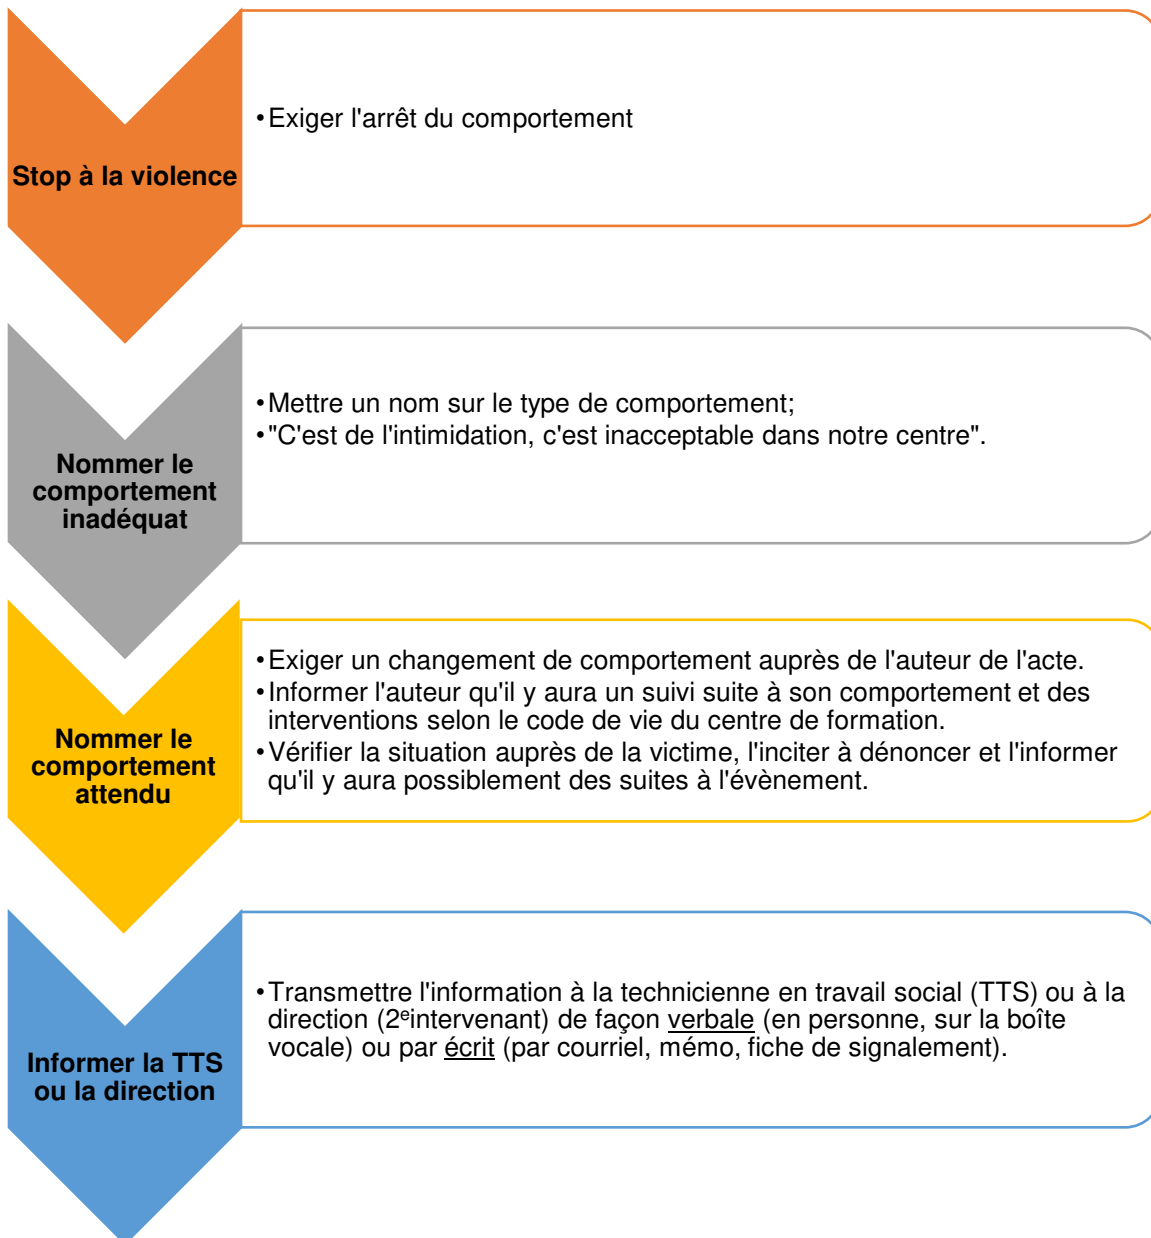 Stop à la violence
•Exiger l'arrêt du comportement
Nommer le
comportement
inadéquat
•Mettre un nom sur le type de comportement;
•"C'est de l'intimidation, c'est inacceptable dans notre centre".
Nommer le
comportement
attendu
•Exiger un changement de comportement auprès de l'auteur de l'acte.
•Informer l'auteur qu'il y aura un suivi suite à son comportement et des
interventions selon le code de vie du centre de formation.
•Vérifier la situation auprès de la victime, l'inciter à dénoncer et l'informer
qu'il y aura possiblement des suites à l'évènement.
Informer la TTS
ou la direction
•Transmettre l'information à la technicienne en travail social (TTS) ou à la
direction (2ᵉintervenant) de façon verbale (en personne, sur la boîte
vocale) ou par écrit (par courriel, mémo, fiche de signalement).